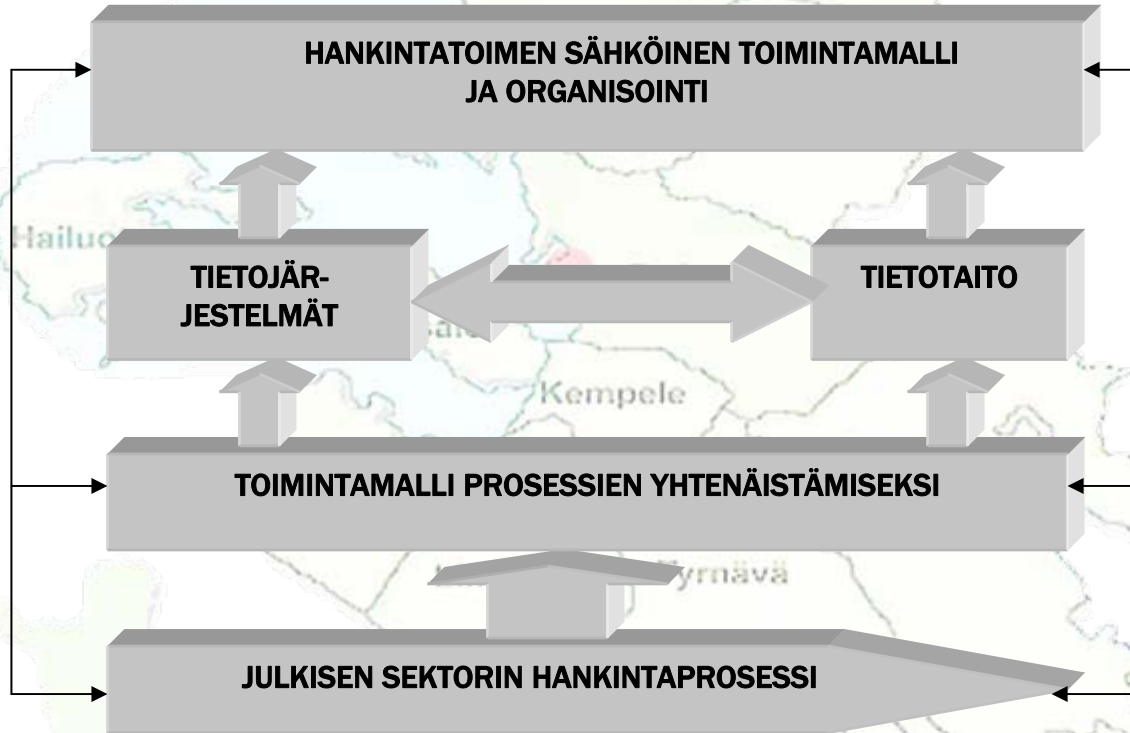 HANKINTATOIMEN SÄHKÖINEN TOIMINTAMALLI
JA ORGANISOINTI
TIETOJÄR-
JESTELMÄT
TIETOTAITO
Kempele
TOIMINTAMALLI PROSESSIEN YHTENÄISTÄMISEKSI
JULKISEN SEKTORIN HANKINTAPROSESSI